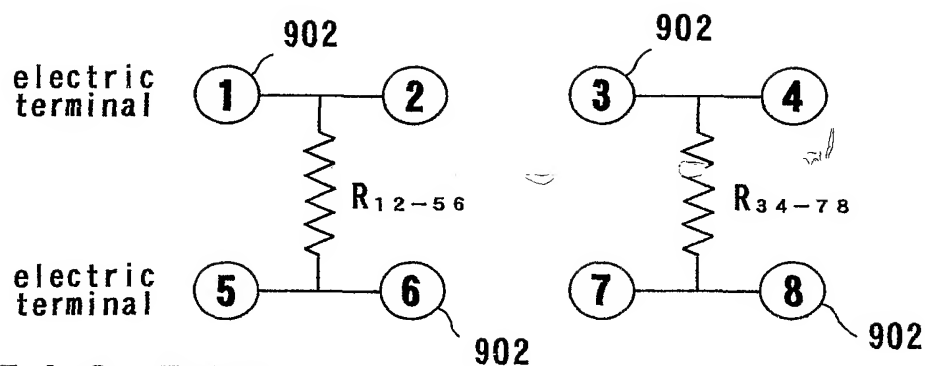 902 902
electric terminal 1 2 3 4
R12-56 R34-78
electric terminal 5 6 7 8
902 902